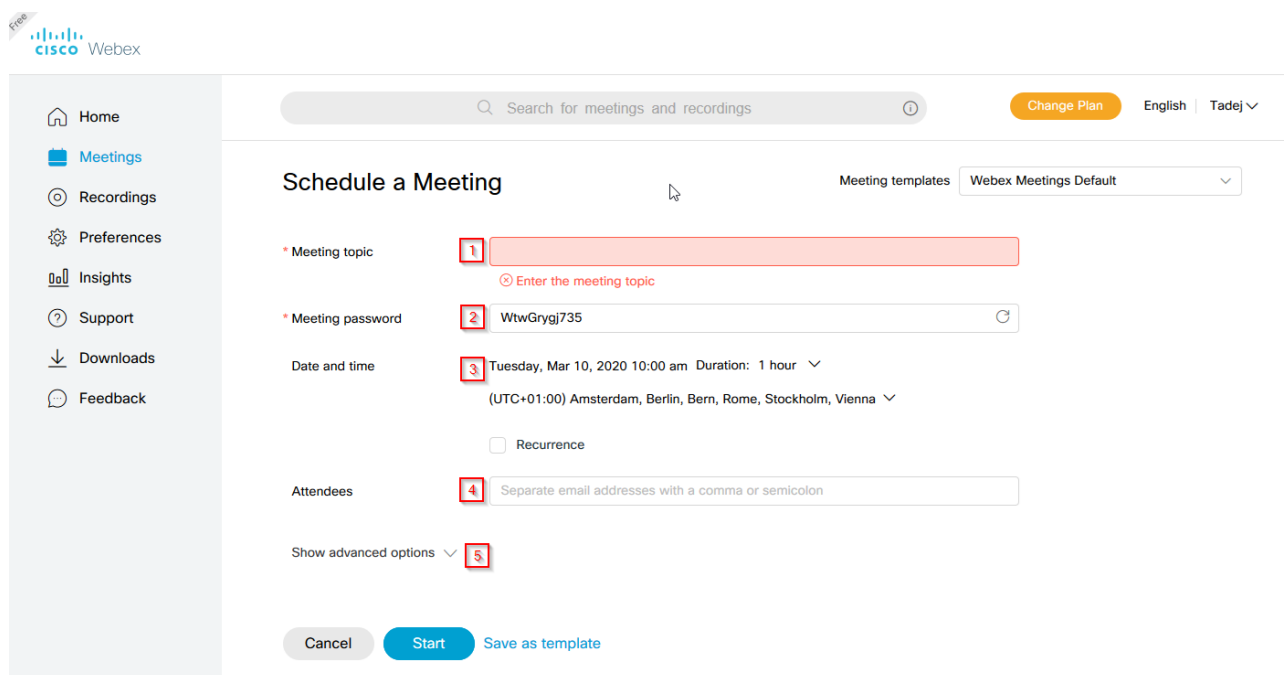 Free
CISCO Webex
Search for meetings and recordings
Change Plan English Tadej
Home
Meetings
Recordings
Preferences
Insights
Support
Downloads
Feedback
Schedule a Meeting
Meeting templates Webex Meetings Default
* Meeting topic 1
Enter the meeting topic
* Meeting password 2 WtwGrygj735
Date and time 3 Tuesday, Mar 10, 2020 10:00 am Duration: 1 hour
(UTC+01:00) Amsterdam, Berlin, Bern, Rome, Stockholm, Vienna
Recurrence
Attendees 4 Separate email addresses with a comma or semicolon
Show advanced options 5
Cancel Start Save as template